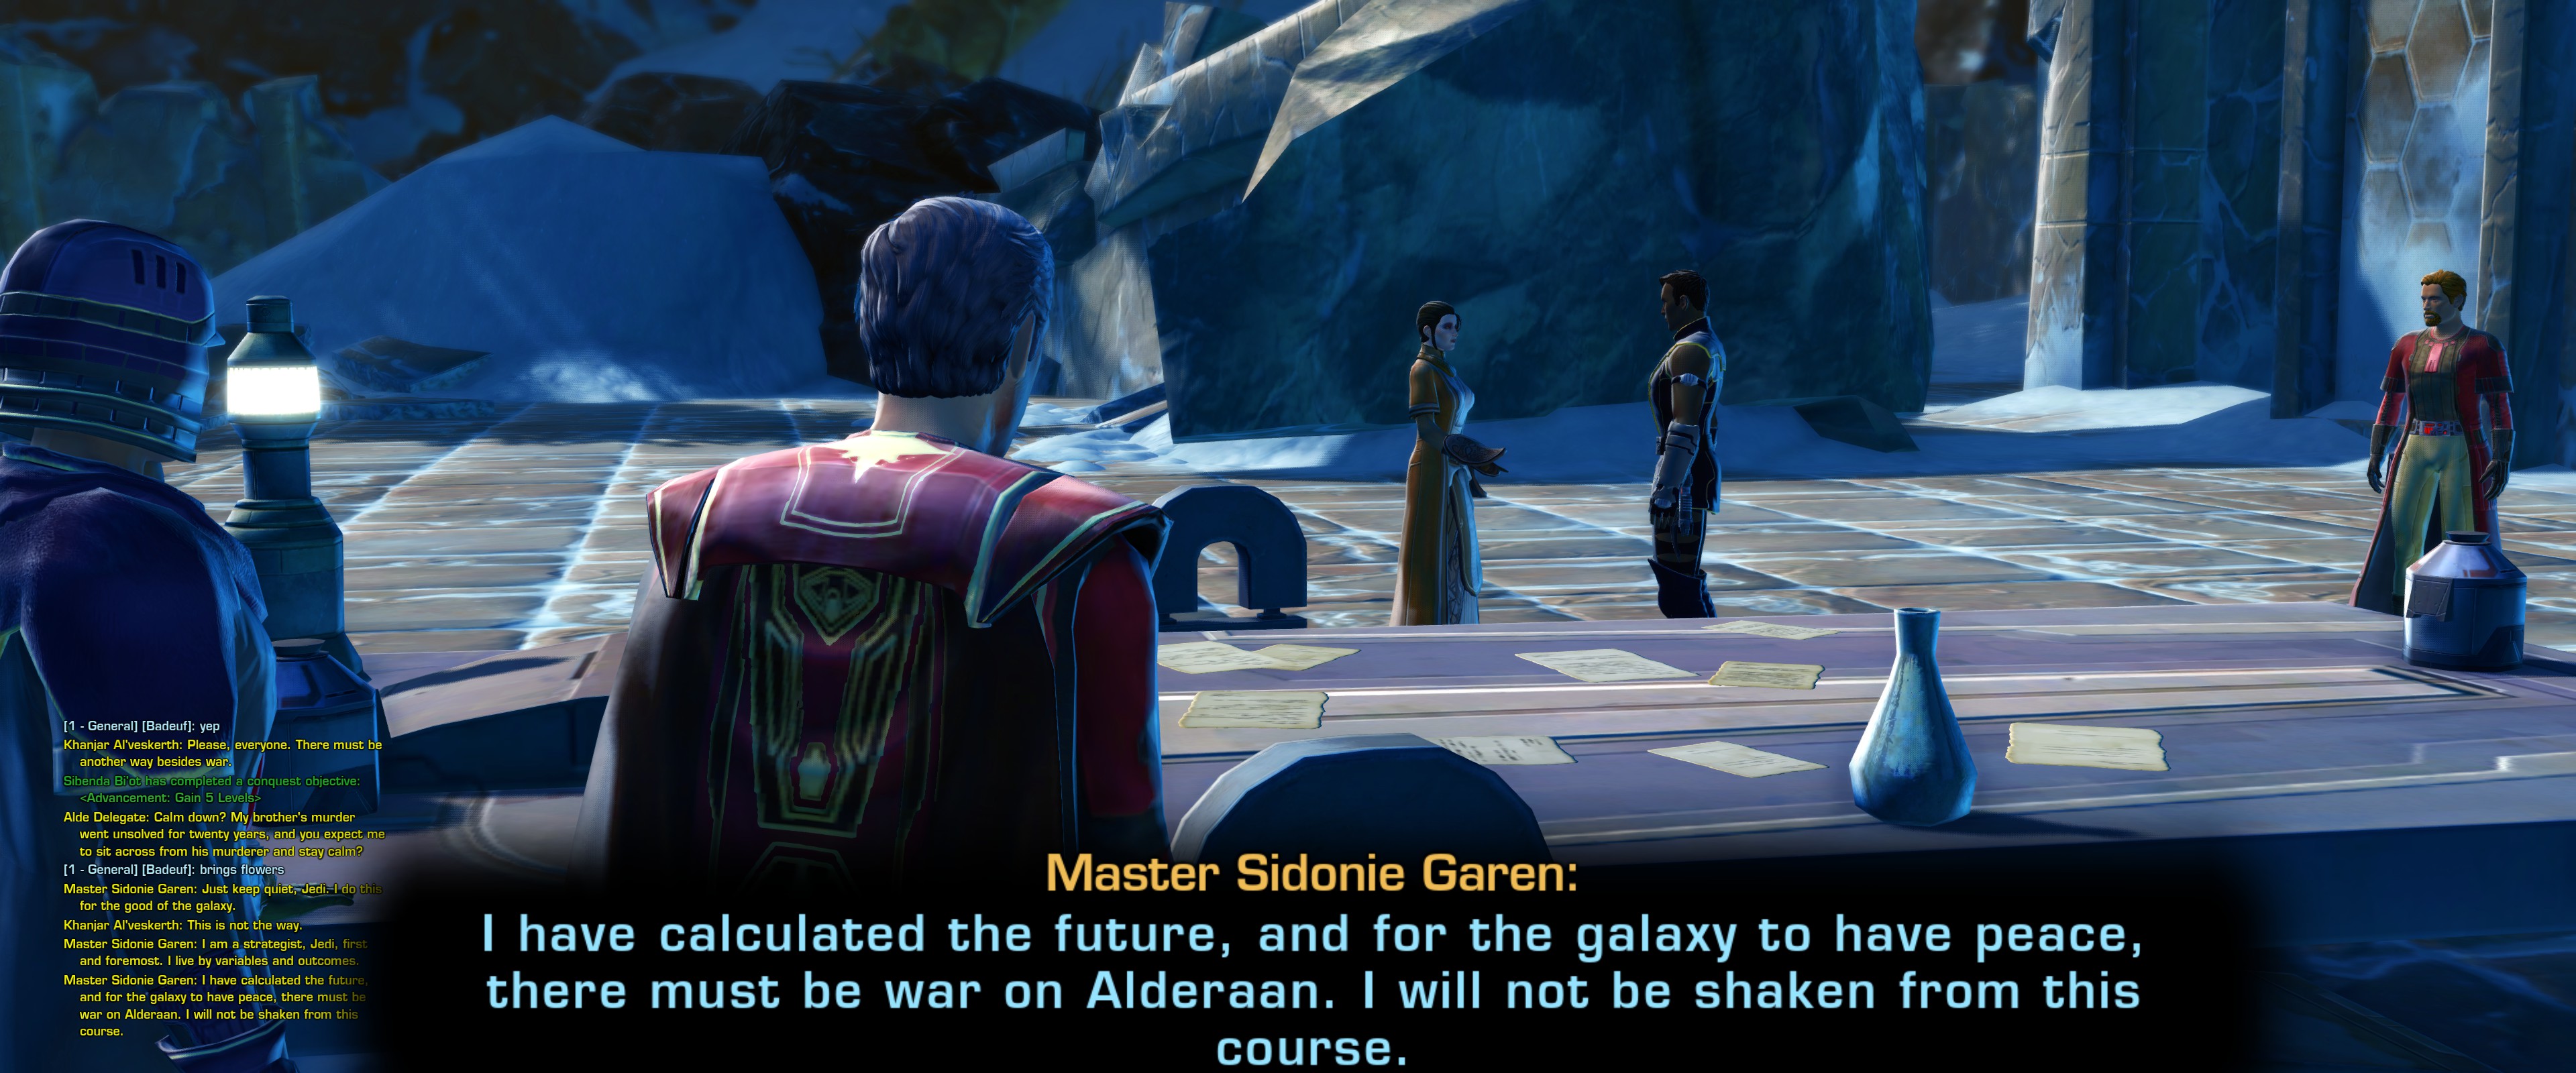 [1 - General] [Badeuf]: yep
Khanjar Al'veskerth: Please, everyone. There must be
another way besides war.
Sibenda Bi'ot has completed a conquest objective:
<Advancement: Gain 5 Levels>
Alde Delegate: Calm down? My brother's murder
went unsolved for twenty years, and you expect me
to sit across from his murderer and stay calm?
[1 - General] [Badeuf]: brings flowers
Master Sidonie Garen: Just keep quiet, Jedi. I do this
for the good of the galaxy.
Khanjar Al'veskerth: This is not the way.
Master Sidonie Garen: I am a strategist, Jedi, first
and foremost. I live by variables and outcomes.
Master Sidonie Garen: I have calculated the future,
and for the galaxy to have peace, there must be
war on Alderaan. I will not be shaken from this
course.
Master Sidonie Garen:
I have calculated the future, and for the galaxy to have peace,
there must be war on Alderaan. I will not be shaken from this
course.